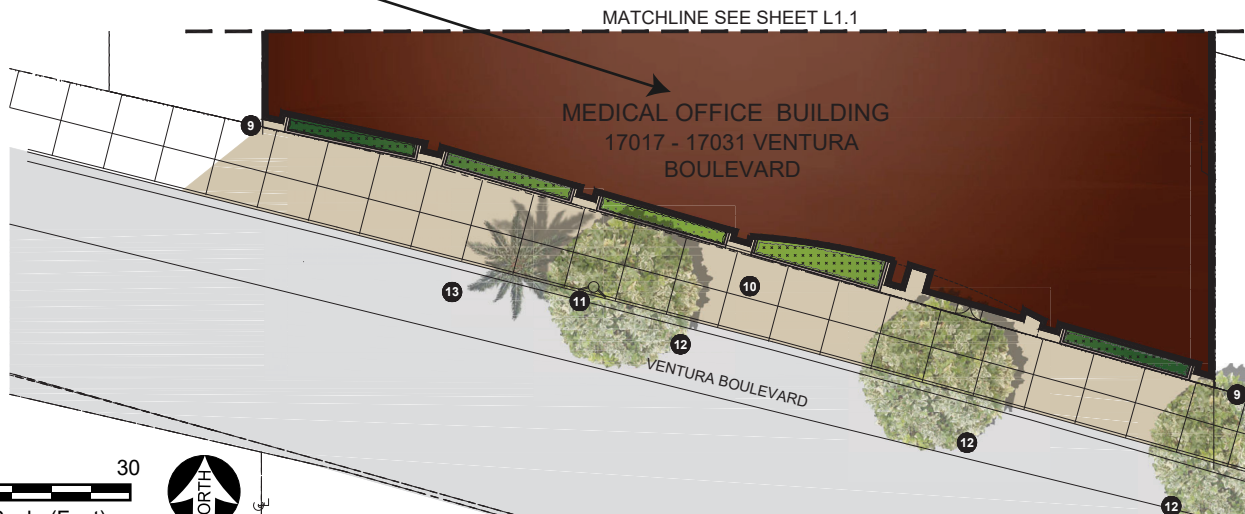 MATCHLINE SEE SHEET L1.1
MEDICAL OFFICE BUILDING
17017 - 17031 VENTURA
BOULEVARD
9
10
11
13
12
VENTURA BOULEVARD
9
12
12
30
NORTH